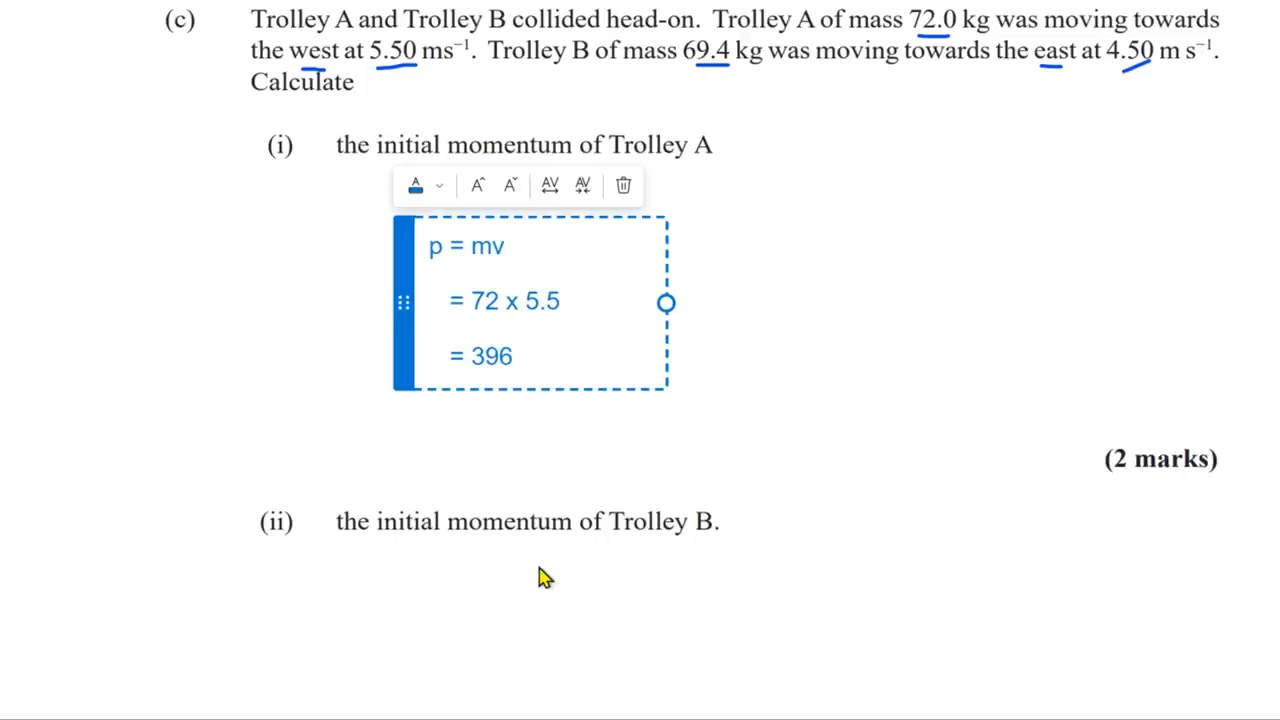 (c) Trolley A and Trolley B collided head-on. Trolley A of mass 72.0 kg was moving towards
the west at 5.50 ms⁻¹. Trolley B of mass 69.4 kg was moving towards the east at 4.50 m s⁻¹.
Calculate
(i) the initial momentum of Trolley A
p = mv
= 72 x 5.5
= 396
(2 marks)
(ii) the initial momentum of Trolley B.